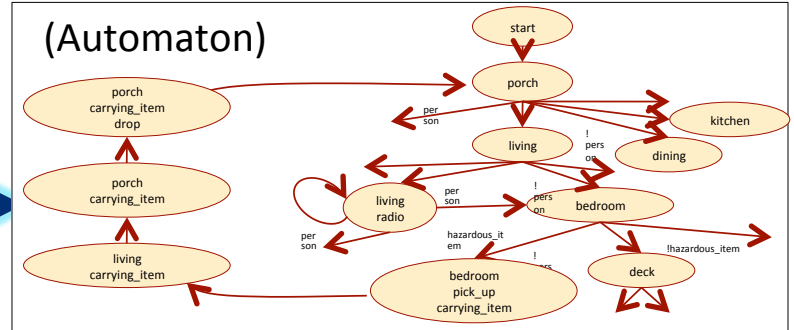 (Automaton)
start
porch
carrying_item
drop
porch
per
son
kitchen
living
!
pers
on
dining
porch
carrying_item
living
radio
per
son
!
pers
on
bedroom
per
son
hazardous_it
em
!
!hazardous_item
living
carrying_item
bedroom
pick_up
carrying_item
deck